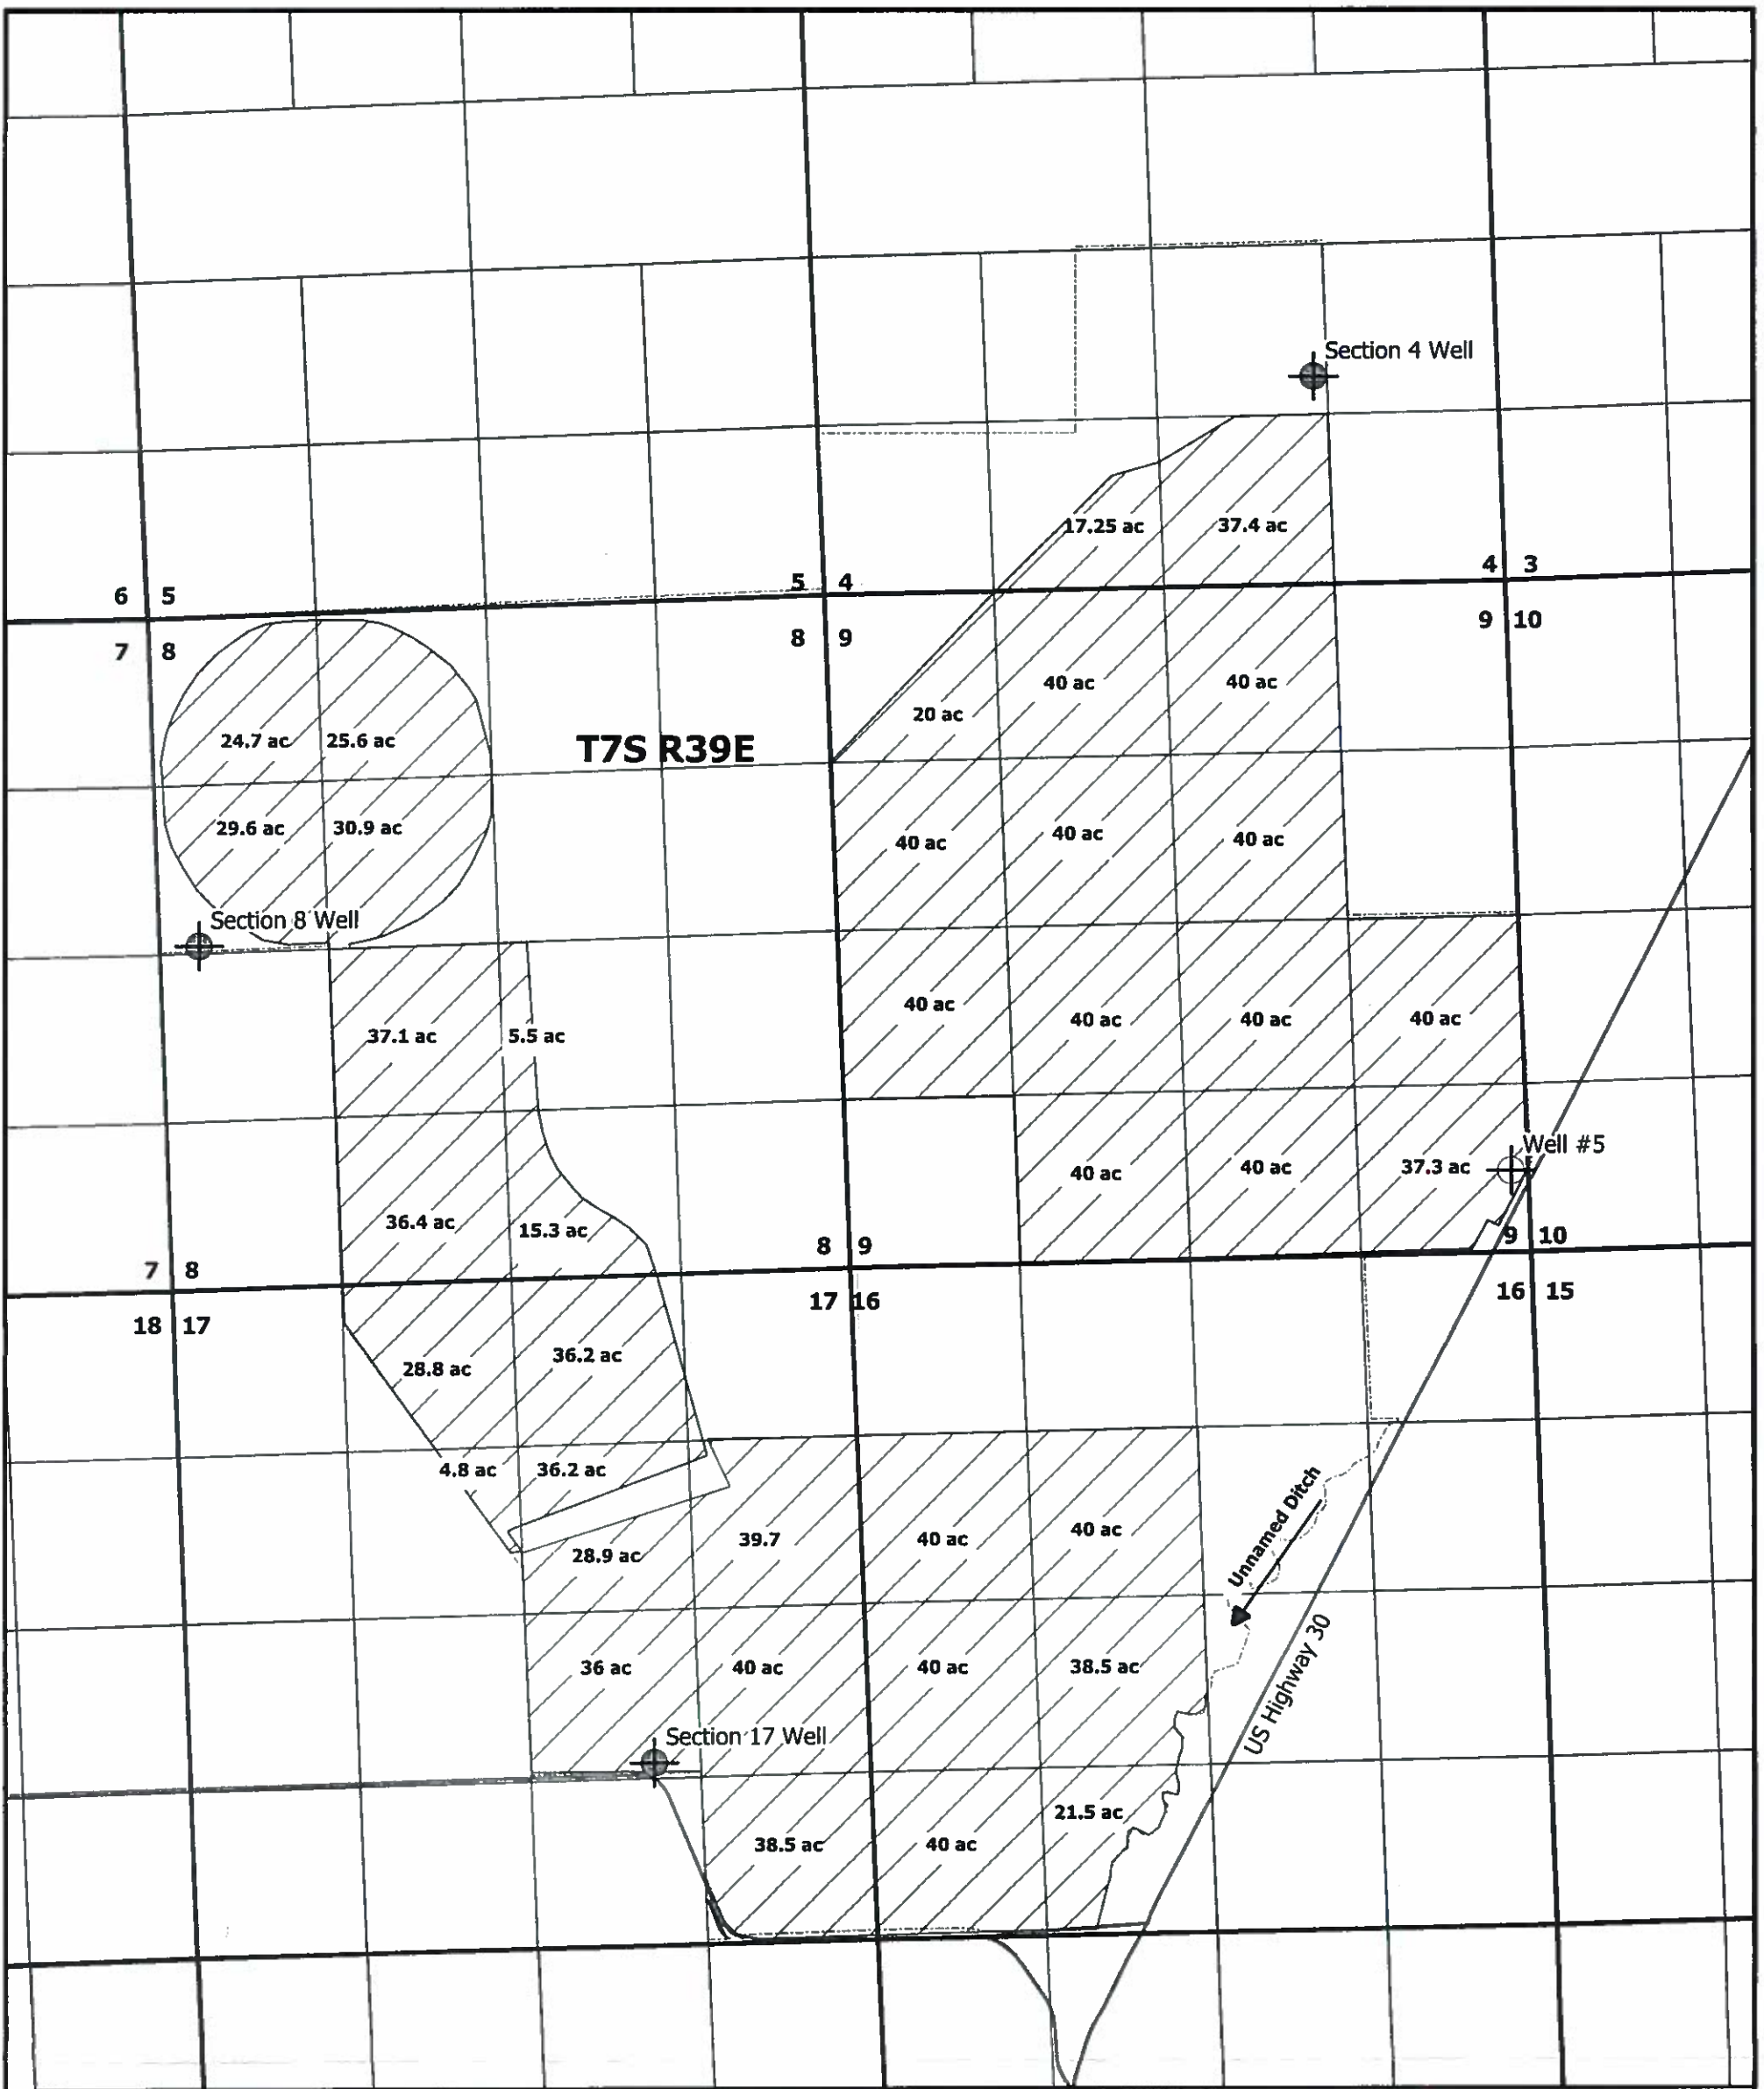 Section 4 Well
17.25 ac
37.4 ac
6 5
5 4
4 3
7 8
8 9
9 10
40 ac
40 ac
20 ac
24.7 ac
25.6 ac
T7S R39E
29.6 ac
30.9 ac
40 ac
40 ac
40 ac
Section 8 Well
37.1 ac
5.5 ac
40 ac
40 ac
40 ac
40 ac
Well #5
40 ac
40 ac
37.3 ac
36.4 ac
15.3 ac
7 8
8 9
9 10
18 17
17 16
16 15
28.8 ac
36.2 ac
4.8 ac
36.2 ac
Unnamed Ditch
28.9 ac
39.7
40 ac
40 ac
US Highway 30
36 ac
40 ac
40 ac
38.5 ac
Section 17 Well
21.5 ac
38.5 ac
40 ac